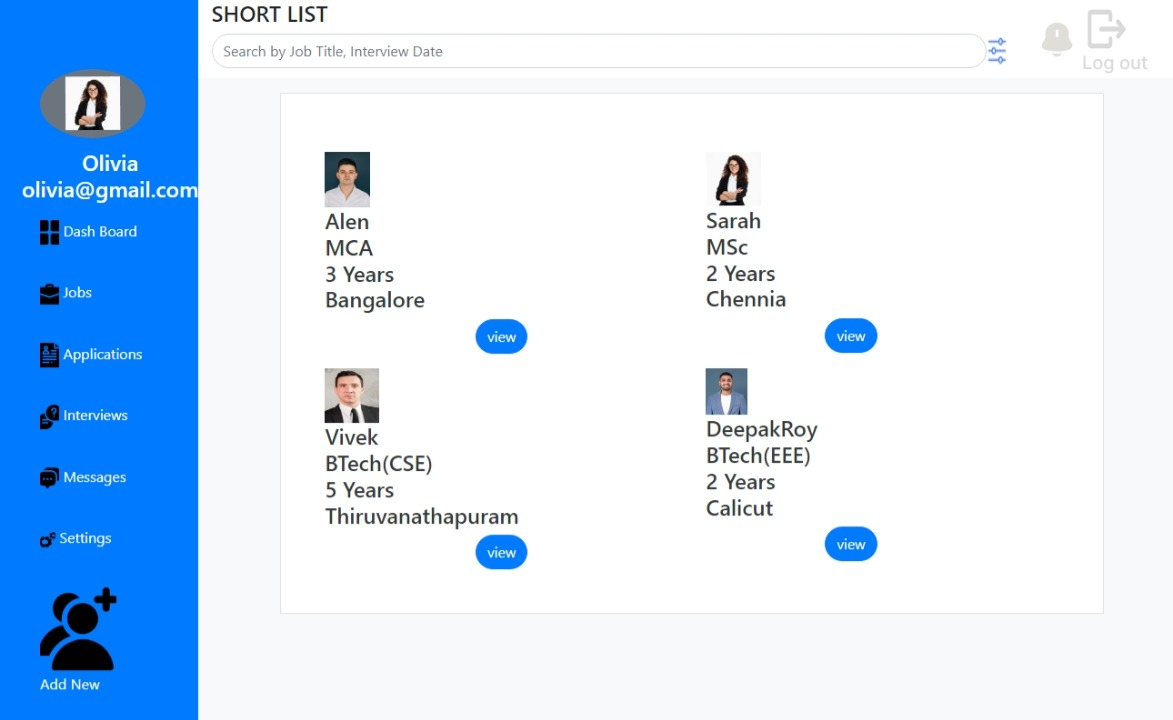 SHORT LIST
Search by Job Title, Interview Date
Log out
Olivia
olivia@gmail.com
Dash Board
Jobs
Applications
Interviews
Messages
Settings
Add New
Alen
MCA
3 Years
Bangalore
view
Sarah
MSc
2 Years
Chennia
view
Vivek
BTech(CSE)
5 Years
Thiruvanathapuram
view
DeepakRoy
BTech(EEE)
2 Years
Calicut
view